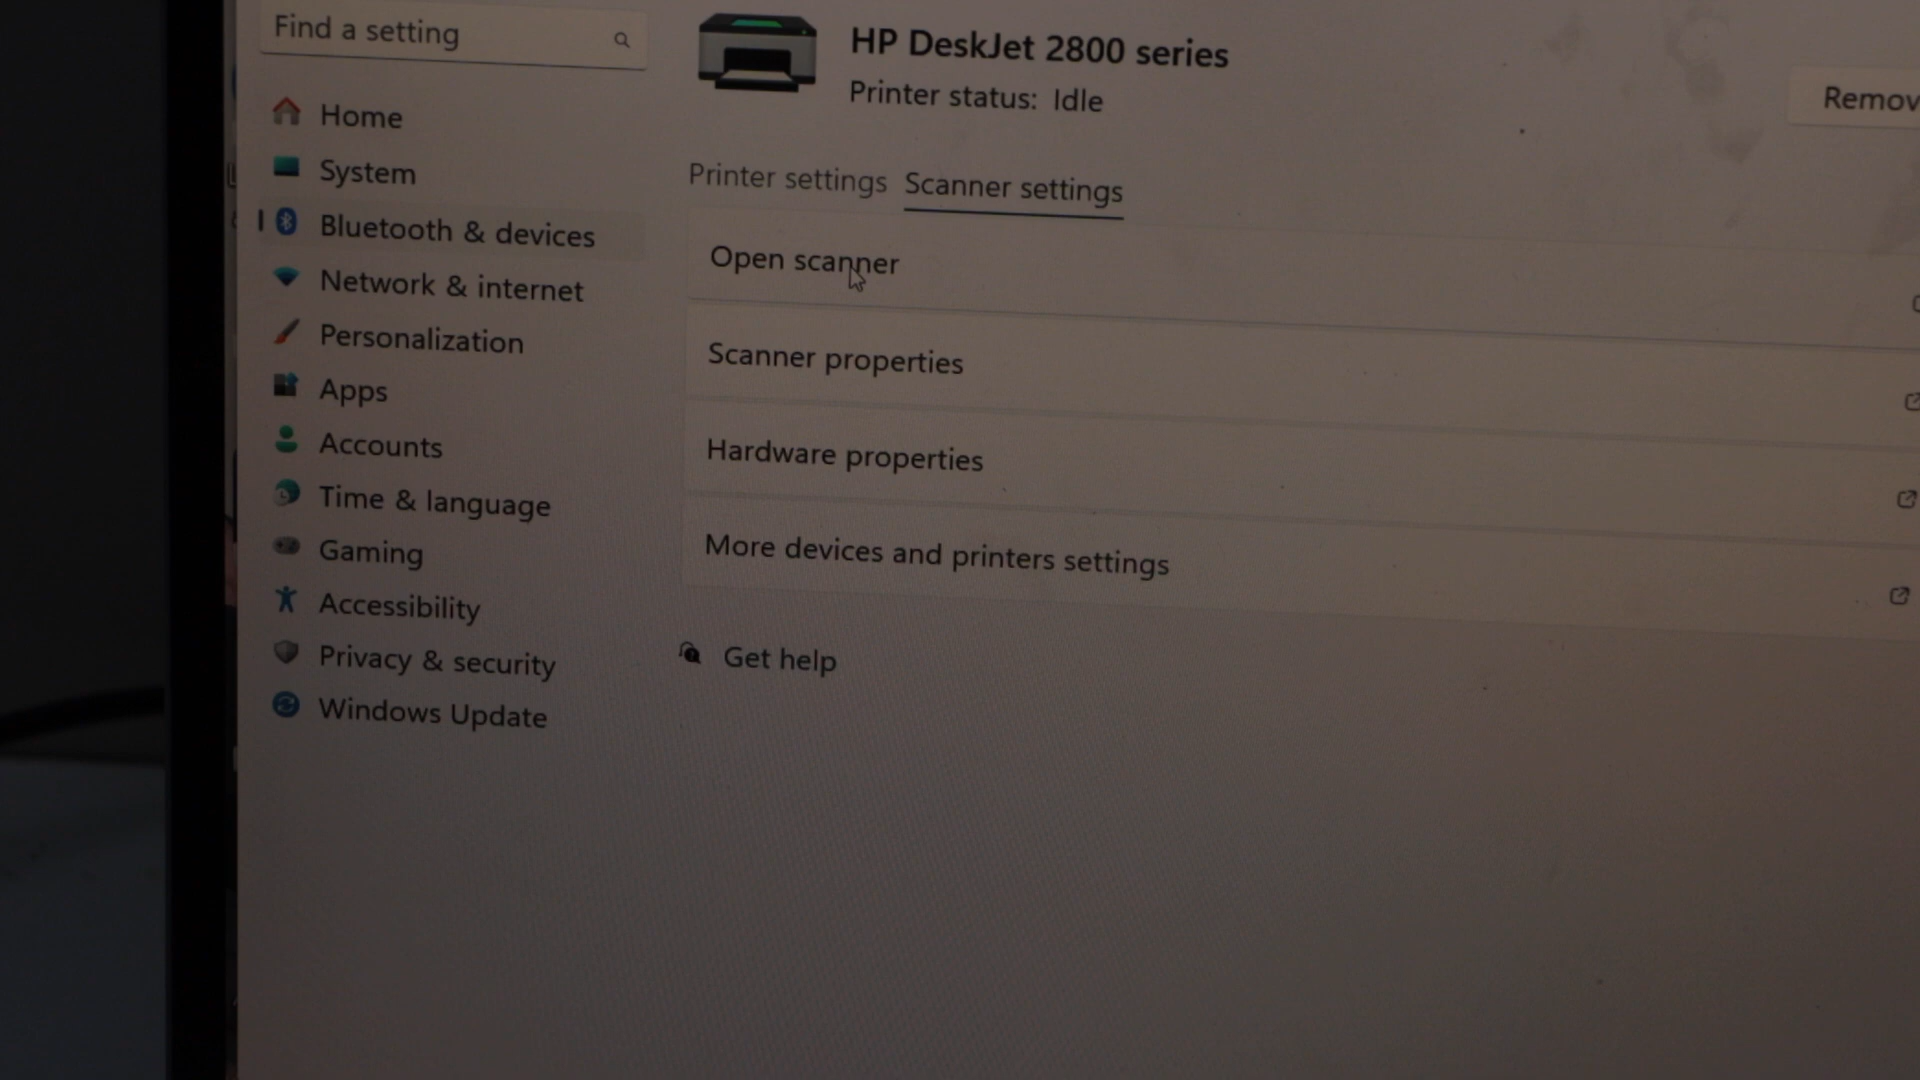 Find a setting
HP DeskJet 2800 series
Printer status: Idle
Remov
Home
System
Bluetooth & devices
Network & internet
Personalization
Apps
Accounts
Time & language
Gaming
Accessibility
Privacy & security
Windows Update
Printer settings
Scanner settings
Open scanner
Scanner properties
Hardware properties
More devices and printers settings
Get help